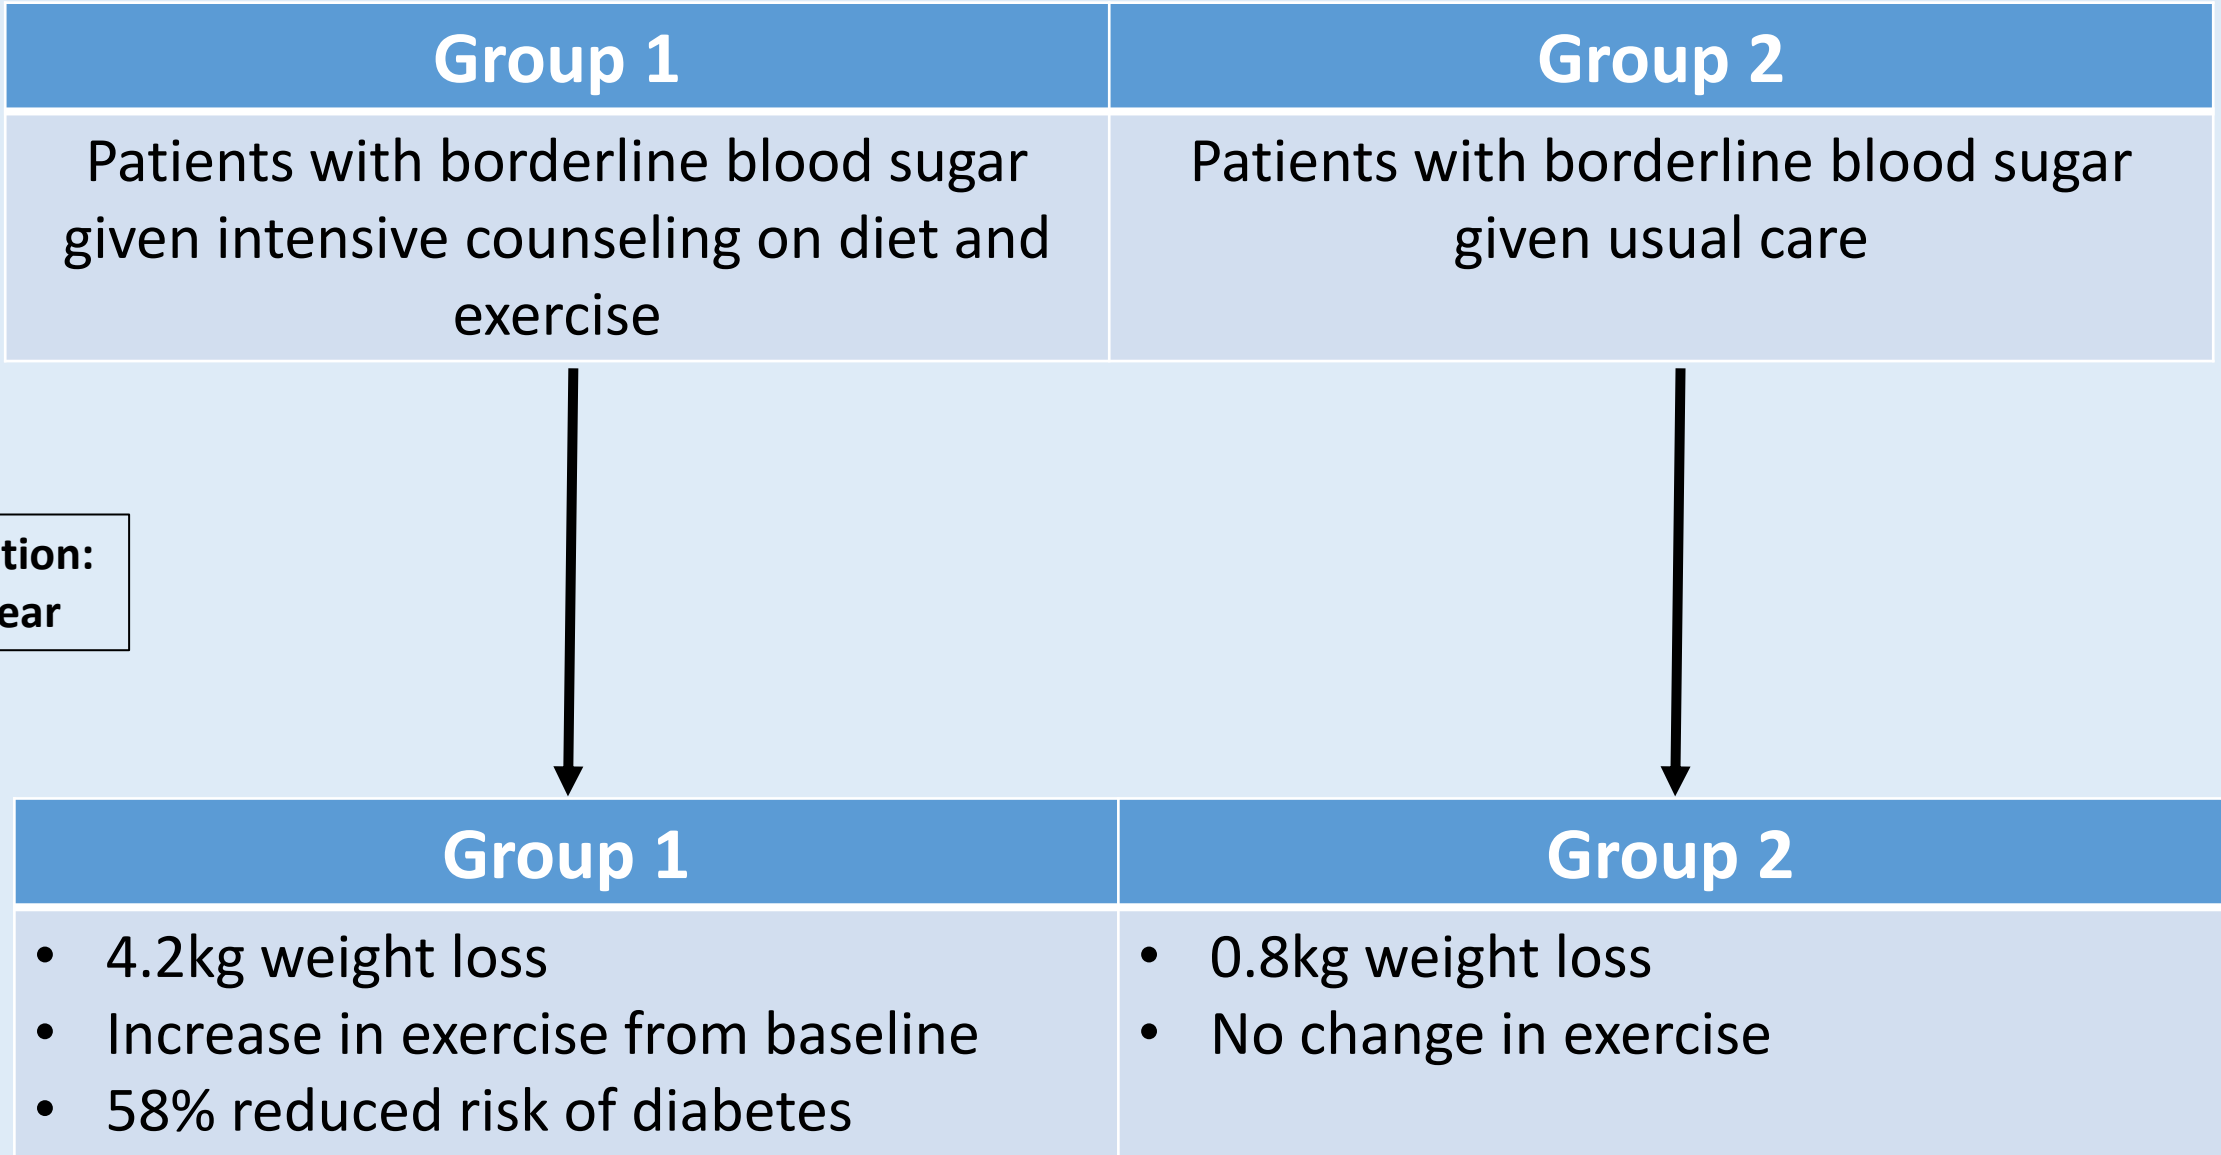 Group 1
Group 2
Patients with borderline blood sugar
given intensive counseling on diet and
exercise
Patients with borderline blood sugar
given usual care
tion:
ear
Group 1
Group 2
• 4.2kg weight loss
• Increase in exercise from baseline
• 58% reduced risk of diabetes
• 0.8kg weight loss
• No change in exercise